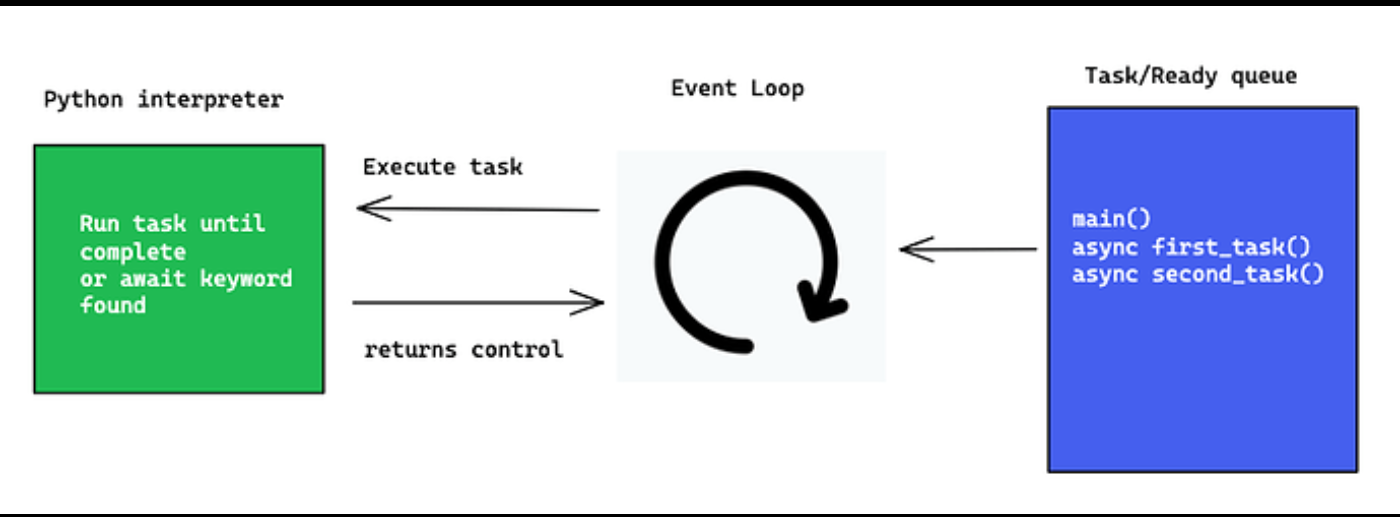 Python interpreter
Run task until
complete
or await keyword
found
Execute task
returns control
Event Loop
Task/Ready queue
main()
async first_task()
async second_task()